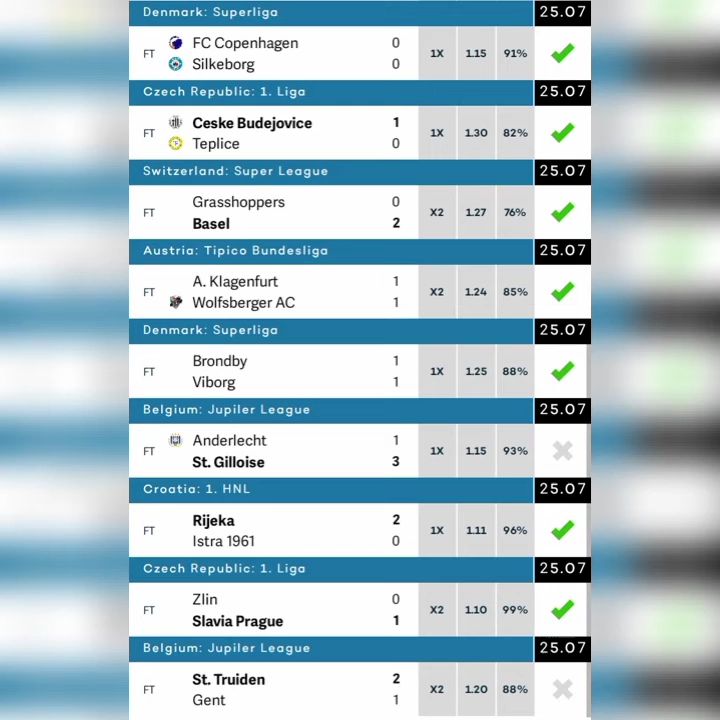 Denmark: Superliga 25.07
FT FC Copenhagen 0 1X 1.15 91%
Silkeborg 0
Czech Republic: 1. Liga 25.07
FT Ceske Budejovice 1 1X 1.30 82%
Teplice 0
Switzerland: Super League 25.07
FT Grasshoppers 0 X2 1.27 76%
Basel 2
Austria: Tipico Bundesliga 25.07
FT A. Klagenfurt 1 X2 1.24 85%
Wolfsberger AC 1
Denmark: Superliga 25.07
FT Brondby 1 1X 1.25 88%
Viborg 1
Belgium: Jupiler League 25.07
FT Anderlecht 1 1X 1.15 93%
St. Gilloise 3
Croatia: 1. HNL 25.07
FT Rijeka 2 1X 1.11 96%
Istra 1961 0
Czech Republic: 1. Liga 25.07
FT Zlin 0 X2 1.10 99%
Slavia Prague 1
Belgium: Jupiler League 25.07
FT St. Truiden 2 X2 1.20 88%
Gent 1